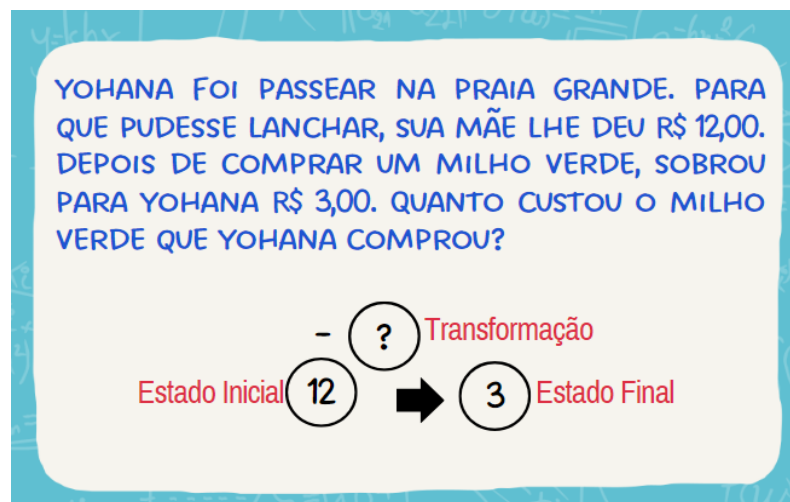 YOHANA FOI PASSEAR NA PRAIA GRANDE. PARA
QUE PUDESSE LANCHAR, SUA MÃE LHE DEU R$ 12,00.
DEPOIS DE COMPRAR UM MILHO VERDE, SOBROU
PARA YOHANA R$ 3,00. QUANTO CUSTOU O MILHO
VERDE QUE YOHANA COMPROU?
- ? Transformação
Estado Inicial 12 3 Estado Final